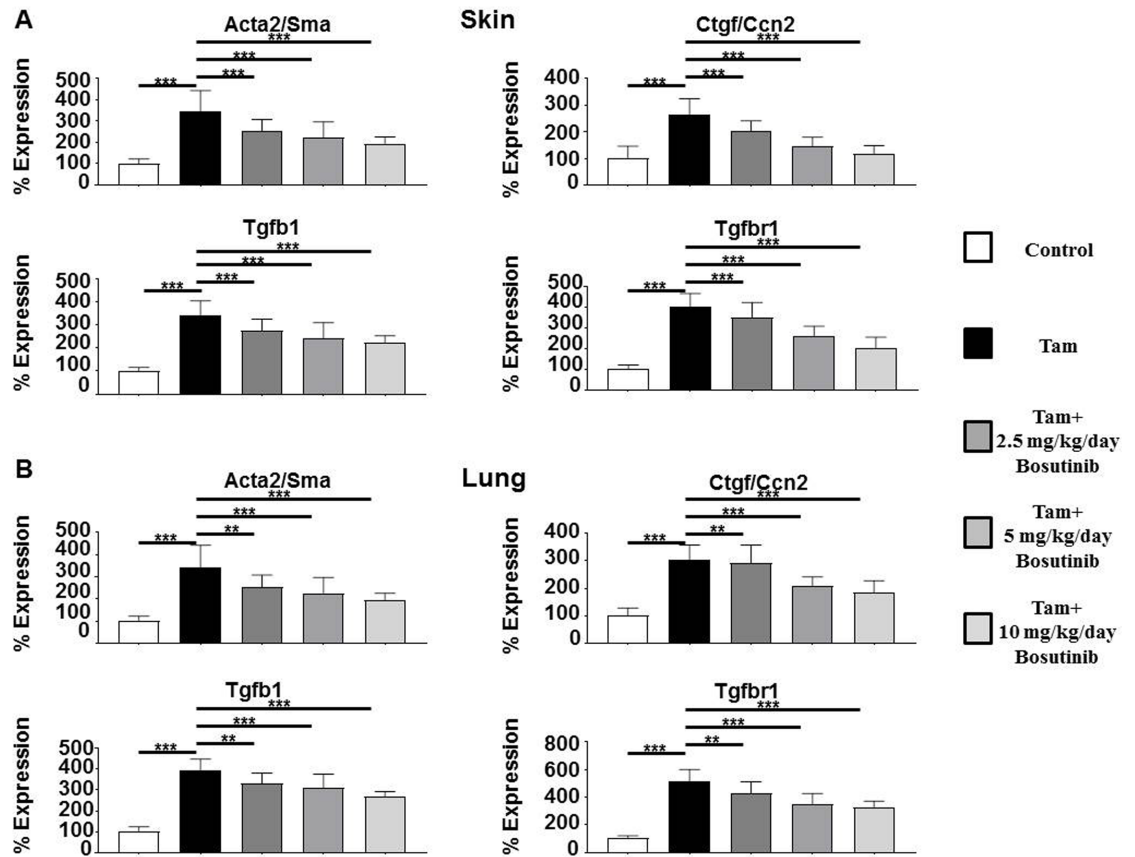 A
Skin
Acta2/Sma
***
***
***
***
% Expression
500
400
300
200
100
0
Ctgf/Ccn2
***
***
***
***
% Expression
400
300
200
100
0
Tgfb1
***
***
***
***
% Expression
500
400
300
200
100
0
Tgfbr1
***
***
***
***
% Expression
500
400
300
200
100
0
Control
Tam
Tam+
2.5 mg/kg/day
Bosutinib
Tam+
5 mg/kg/day
Bosutinib
Tam+
10 mg/kg/day
Bosutinib
B
Lung
Acta2/Sma
***
***
**
***
% Expression
500
400
300
200
100
0
Ctgf/Ccn2
***
***
**
***
% Expression
400
300
200
100
0
Tgfb1
***
***
**
***
% Expression
500
400
300
200
100
0
Tgfbr1
***
***
**
***
% Expression
800
600
400
200
0